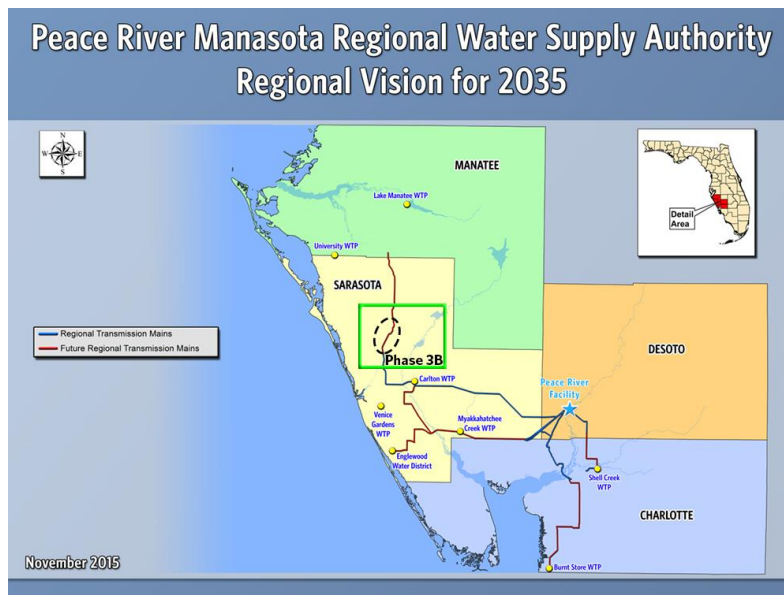 Peace River Manasota Regional Water Supply Authority
Regional Vision for 2035
N
W E
S
MANATEE
Lake Manatee WTP
Detail
Area
University WTP
SARASOTA
Regional Transmission Mains
Future Regional Transmission Mains
Phase 3B
DESOTO
Carlton WTP
Peace River
Facility
Venice
Gardens
WTP
Myakkahatchee
Creek WTP
Englewood
Water District
Shell Creek
WTP
CHARLOTTE
November 2015
Burnt Store WTP